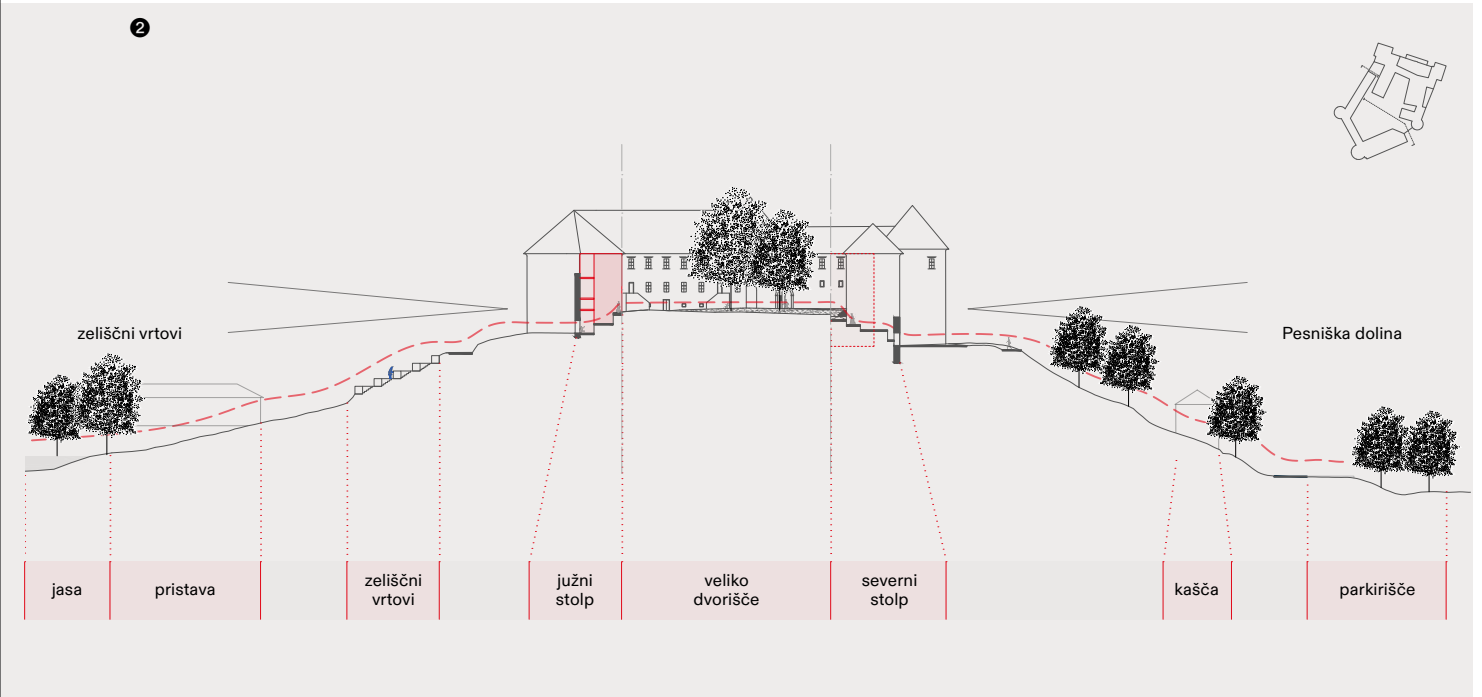 2
zeliščni vrtovi
Pesniška dolina
jasa
pristava
zeliščni
vrtovi
južni
stolp
veliko
dvorišče
severni
stolp
kašča
parkirišče